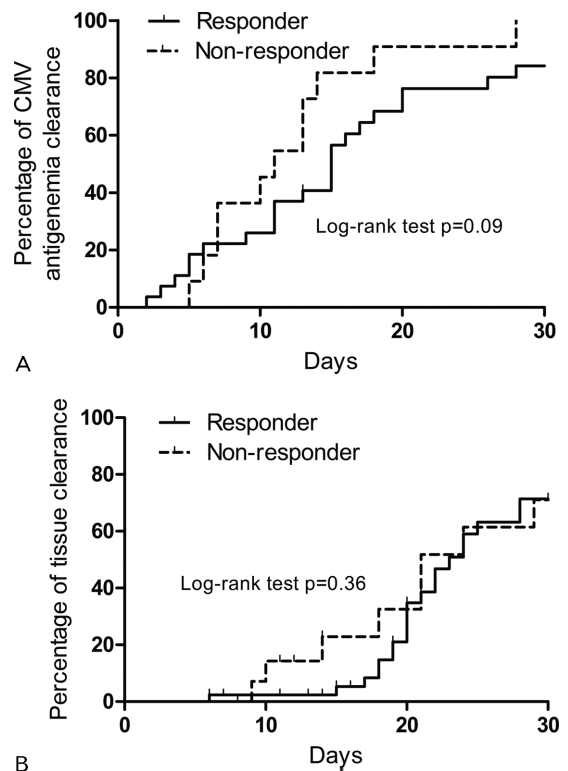 100
80
60
40
20
0
Percentage of CMV
antigenemia clearance
Responder
Non-responder
Log-rank test p=0.09
0
10
20
30
Days
A
100
80
60
40
20
0
Percentage of tissue clearance
Responder
Non-responder
Log-rank test p=0.36
0
10
20
30
Days
B